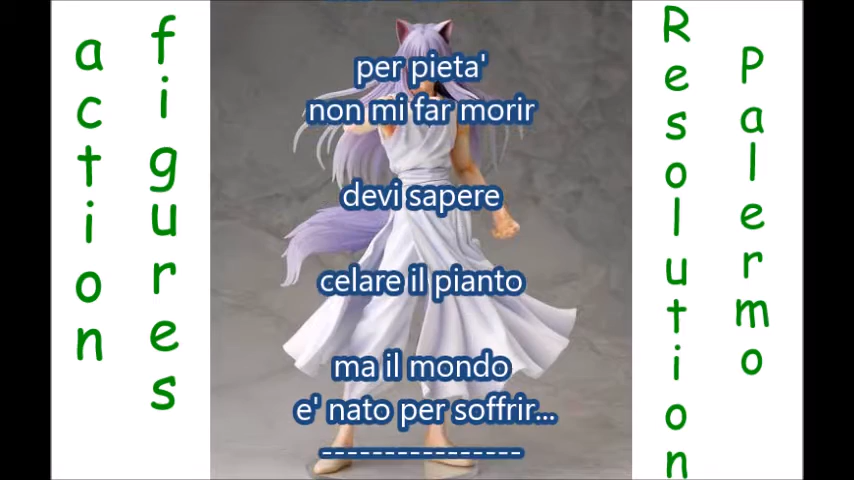 action
figures
per pieta'
non mi far morir
devi sapere
celare il pianto
ma il mondo
e' nato per soffrir...
----------------
Resolution
Palermo